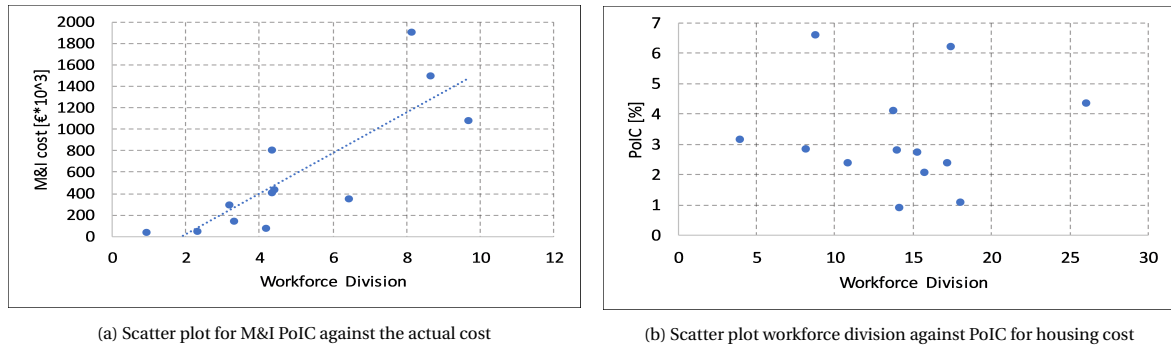 2000
1800
1600
1400
1200
1000
800
600
400
200
0
M&I cost [€*10^3]
0 2 4 6 8 10 12
Workforce Division
(a) Scatter plot for M&I PoIC against the actual cost
7
6
5
4
3
2
1
0
PoIC [%]
0 5 10 15 20 25 30
Workforce Division
(b) Scatter plot workforce division against PoIC for housing cost